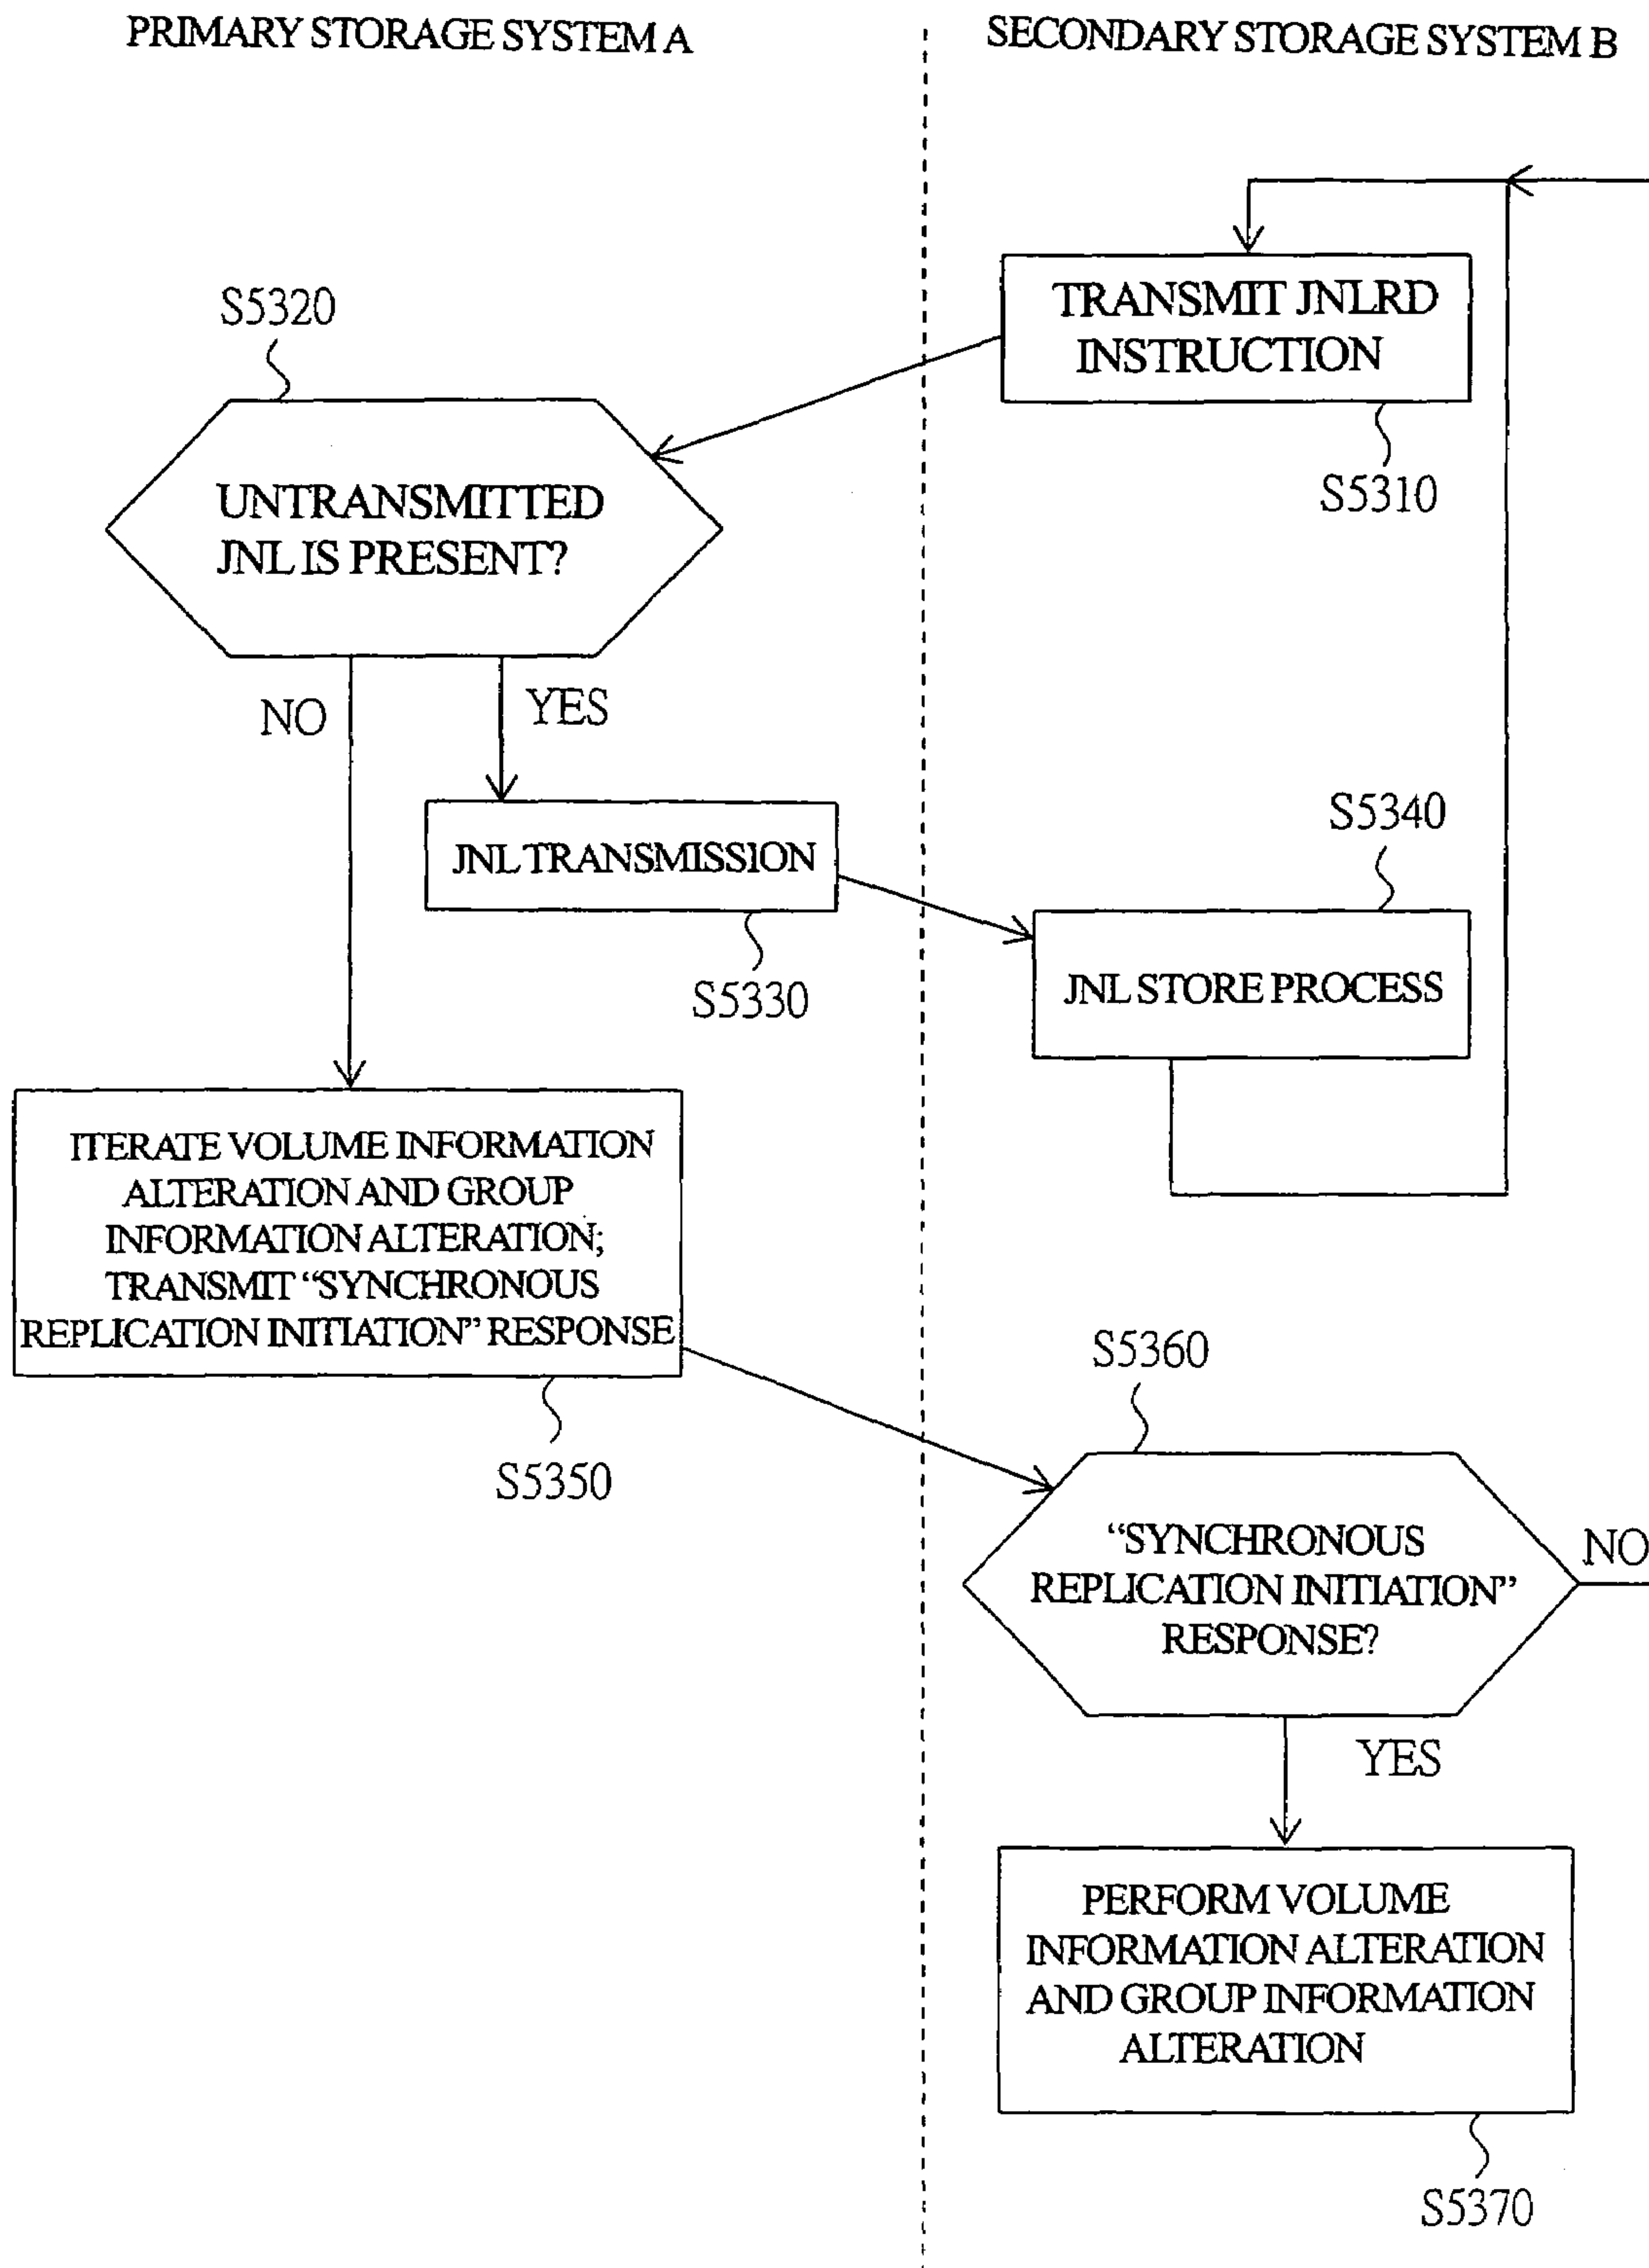 PRIMARY STORAGE SYSTEM A
SECONDARY STORAGE SYSTEM B
TRANSMIT JNLRD
INSTRUCTION
S5310
S5320
UNTRANSMITTED
JNL IS PRESENT?
NO
YES
JNL TRANSMISSION
S5330
S5340
JNL STORE PROCESS
ITERATE VOLUME INFORMATION
ALTERATION AND GROUP
INFORMATION ALTERATION;
TRANSMIT “SYNCHRONOUS
REPLICATION INITIATION” RESPONSE
S5350
S5360
“SYNCHRONOUS
REPLICATION INITIATION”
RESPONSE?
NO
YES
PERFORM VOLUME
INFORMATION ALTERATION
AND GROUP INFORMATION
ALTERATION
S5370